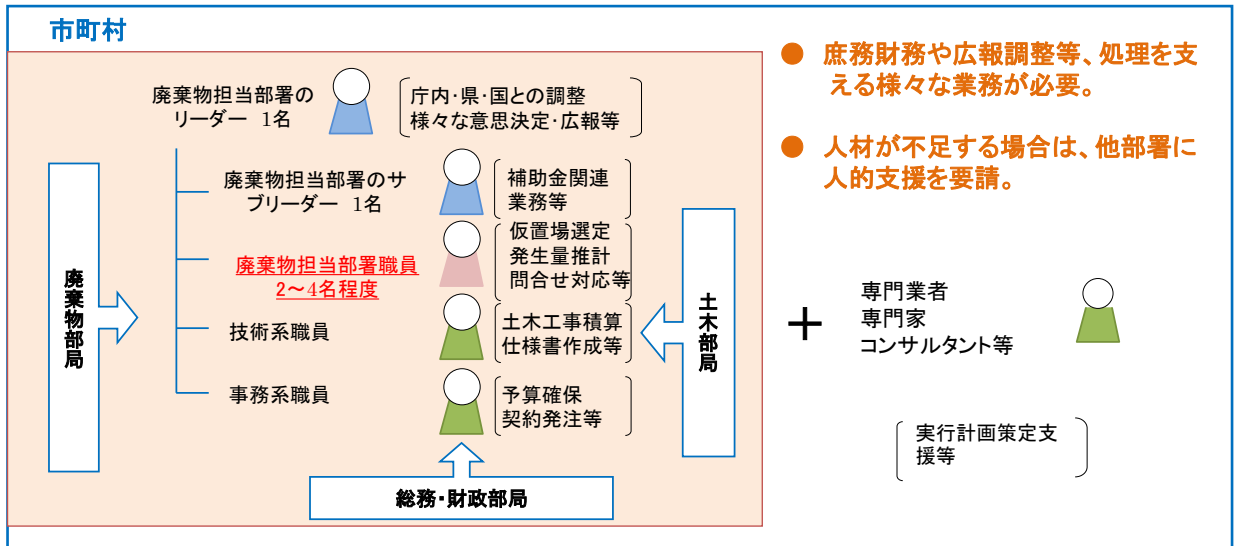 市町村
廃棄物担当部署の
リーダー 1名
庁内・県・国との調整
様々な意思決定・広報等
廃棄物担当部署のサ
ブリーダー 1名
補助金関連
業務等
廃棄物担当部署職員
2~4名程度
仮置場選定
発生量推計
問合せ対応等
技術系職員
土木工事積算
仕様書作成等
事務系職員
予算確保
契約発注等
廃棄物部局
土木部局
総務・財政部局
● 庶務財務や広報調整等、処理を支
える様々な業務が必要。
● 人材が不足する場合は、他部署に
人的支援を要請。
+
専門業者
専門家
コンサルタント等
実行計画策定支
援等